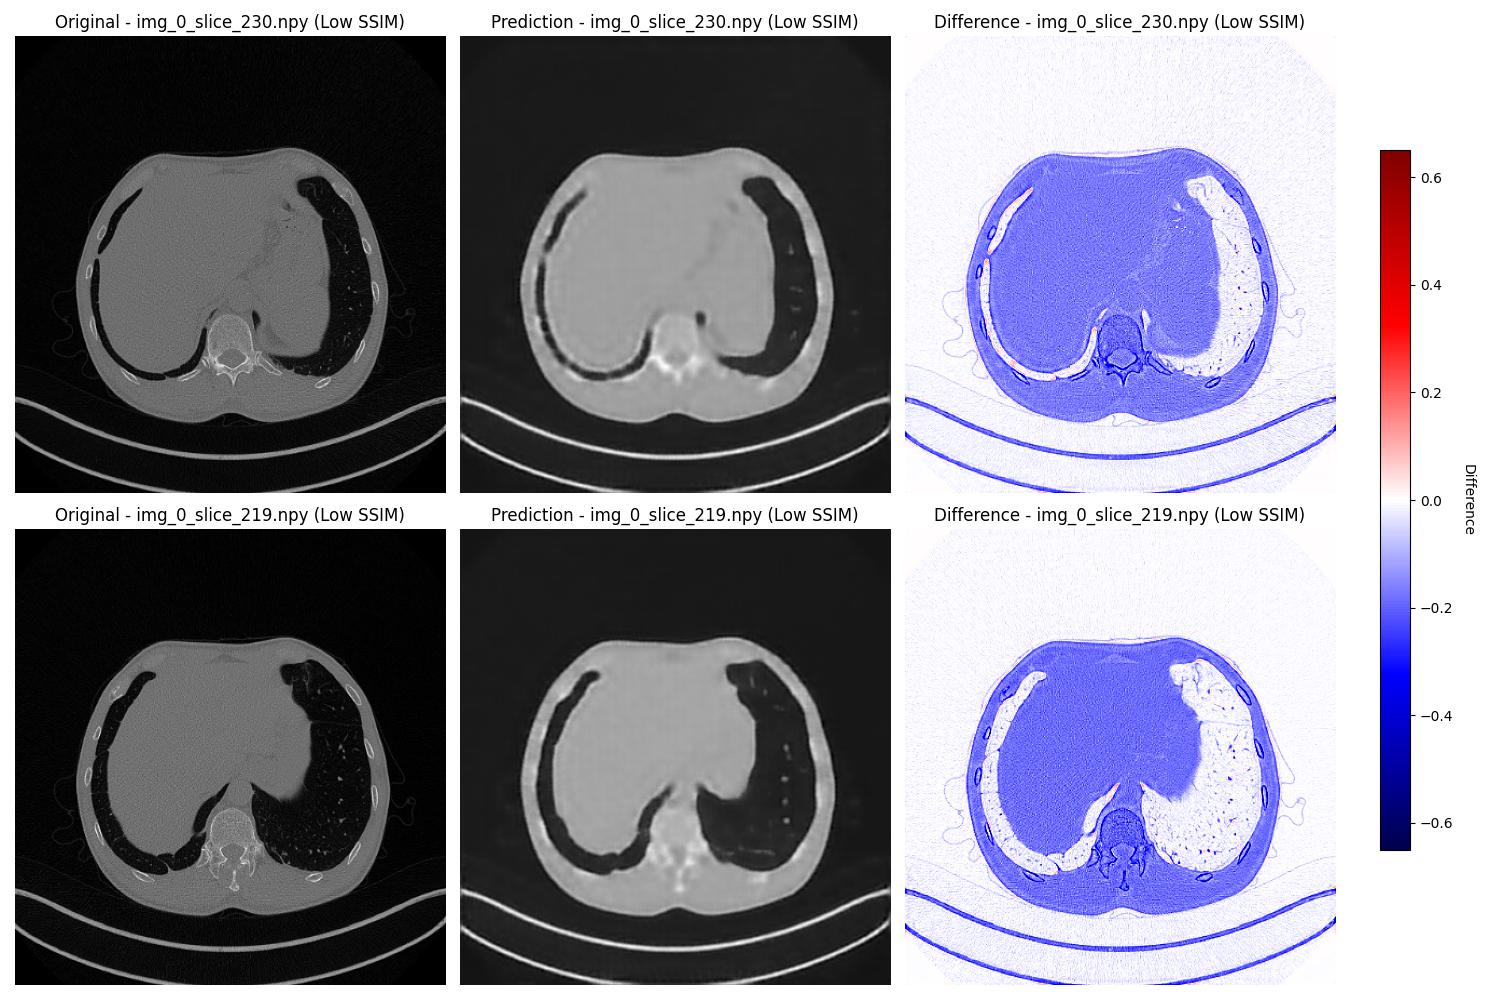 Original - img_0_slice_230.npy (Low SSIM)
Prediction - img_0_slice_230.npy (Low SSIM)
Difference - img_0_slice_230.npy (Low SSIM)
Original - img_0_slice_219.npy (Low SSIM)
Prediction - img_0_slice_219.npy (Low SSIM)
Difference - img_0_slice_219.npy (Low SSIM)
0.6
0.4
0.2
0.0
−0.2
−0.4
−0.6
Difference